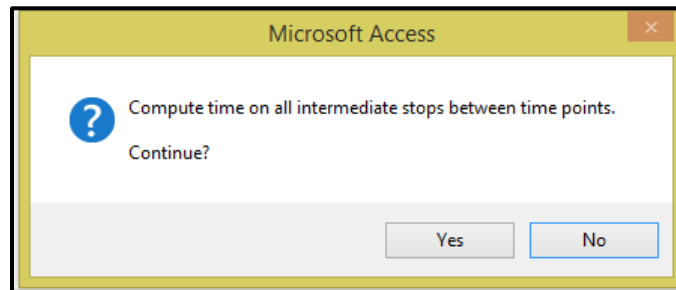 Microsoft Access
Compute time on all intermediate stops between time points.
Continue?
Yes
No